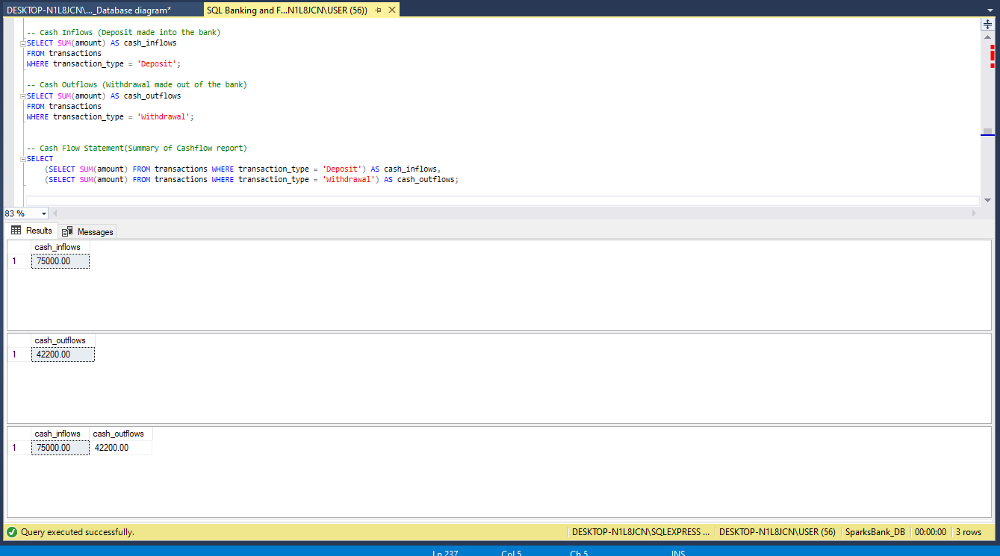 DESKTOP-N1L8JCN\..._Database diagram*
SQL Banking and F...N1L8JCN\USER (56))
-- Cash Inflows (Deposit made into the bank)
SELECT SUM(amount) AS cash_inflows
FROM transactions
WHERE transaction_type = 'Deposit';
-- Cash Outflows (Withdrawal made out of the bank)
SELECT SUM(amount) AS cash_outflows
FROM transactions
WHERE transaction_type = 'Withdrawal';
-- Cash Flow Statement(Summary of Cashflow report)
SELECT
(SELECT SUM(amount) FROM transactions WHERE transaction_type = 'Deposit') AS cash_inflows,
(SELECT SUM(amount) FROM transactions WHERE transaction_type = 'Withdrawal') AS cash_outflows;
83 %
Results Messages
cash_inflows
1 75000.00
cash_outflows
1 42200.00
cash_inflows cash_outflows
1 75000.00 42200.00
Query executed successfully. DESKTOP-N1L8JCN\SQLEXPRESS ... DESKTOP-N1L8JCN\USER (56) SparksBank_DB 00:00:00 3 rows
Ln 237 Col 5 Ch 5 INS